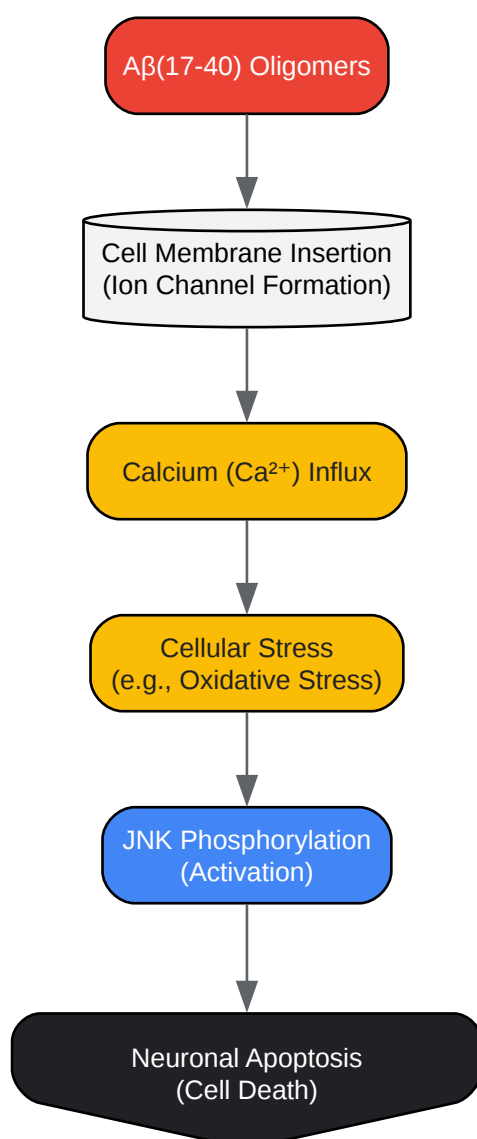 Aβ(17-40) Oligomers
Cell Membrane Insertion
(Ion Channel Formation)
Calcium (Ca²⁺) Influx
Cellular Stress
(e.g., Oxidative Stress)
JNK Phosphorylation
(Activation)
Neuronal Apoptosis
(Cell Death)